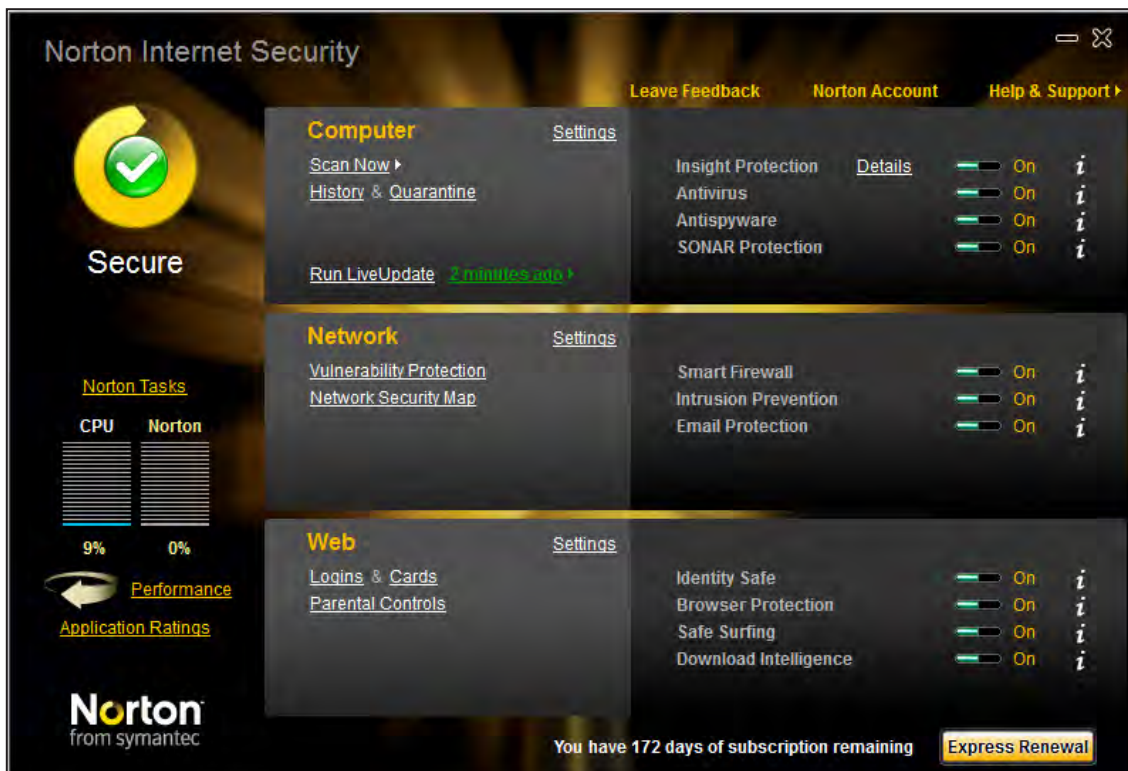 Norton Internet Security
Leave Feedback Norton Account Help & Support
Secure
Computer Settings
Scan Now
History & Quarantine
Run LiveUpdate 2 minutes ago
Insight Protection Details On i
Antivirus On i
Antispyware On i
SONAR Protection On i
Network Settings
Vulnerability Protection
Network Security Map
Smart Firewall On i
Intrusion Prevention On i
Email Protection On i
Norton Tasks
CPU Norton
9% 0%
Performance
Application Ratings
Web Settings
Logins & Cards
Parental Controls
Identity Safe On i
Browser Protection On i
Safe Surfing On i
Download Intelligence On i
Norton
from symantec
You have 172 days of subscription remaining Express Renewal